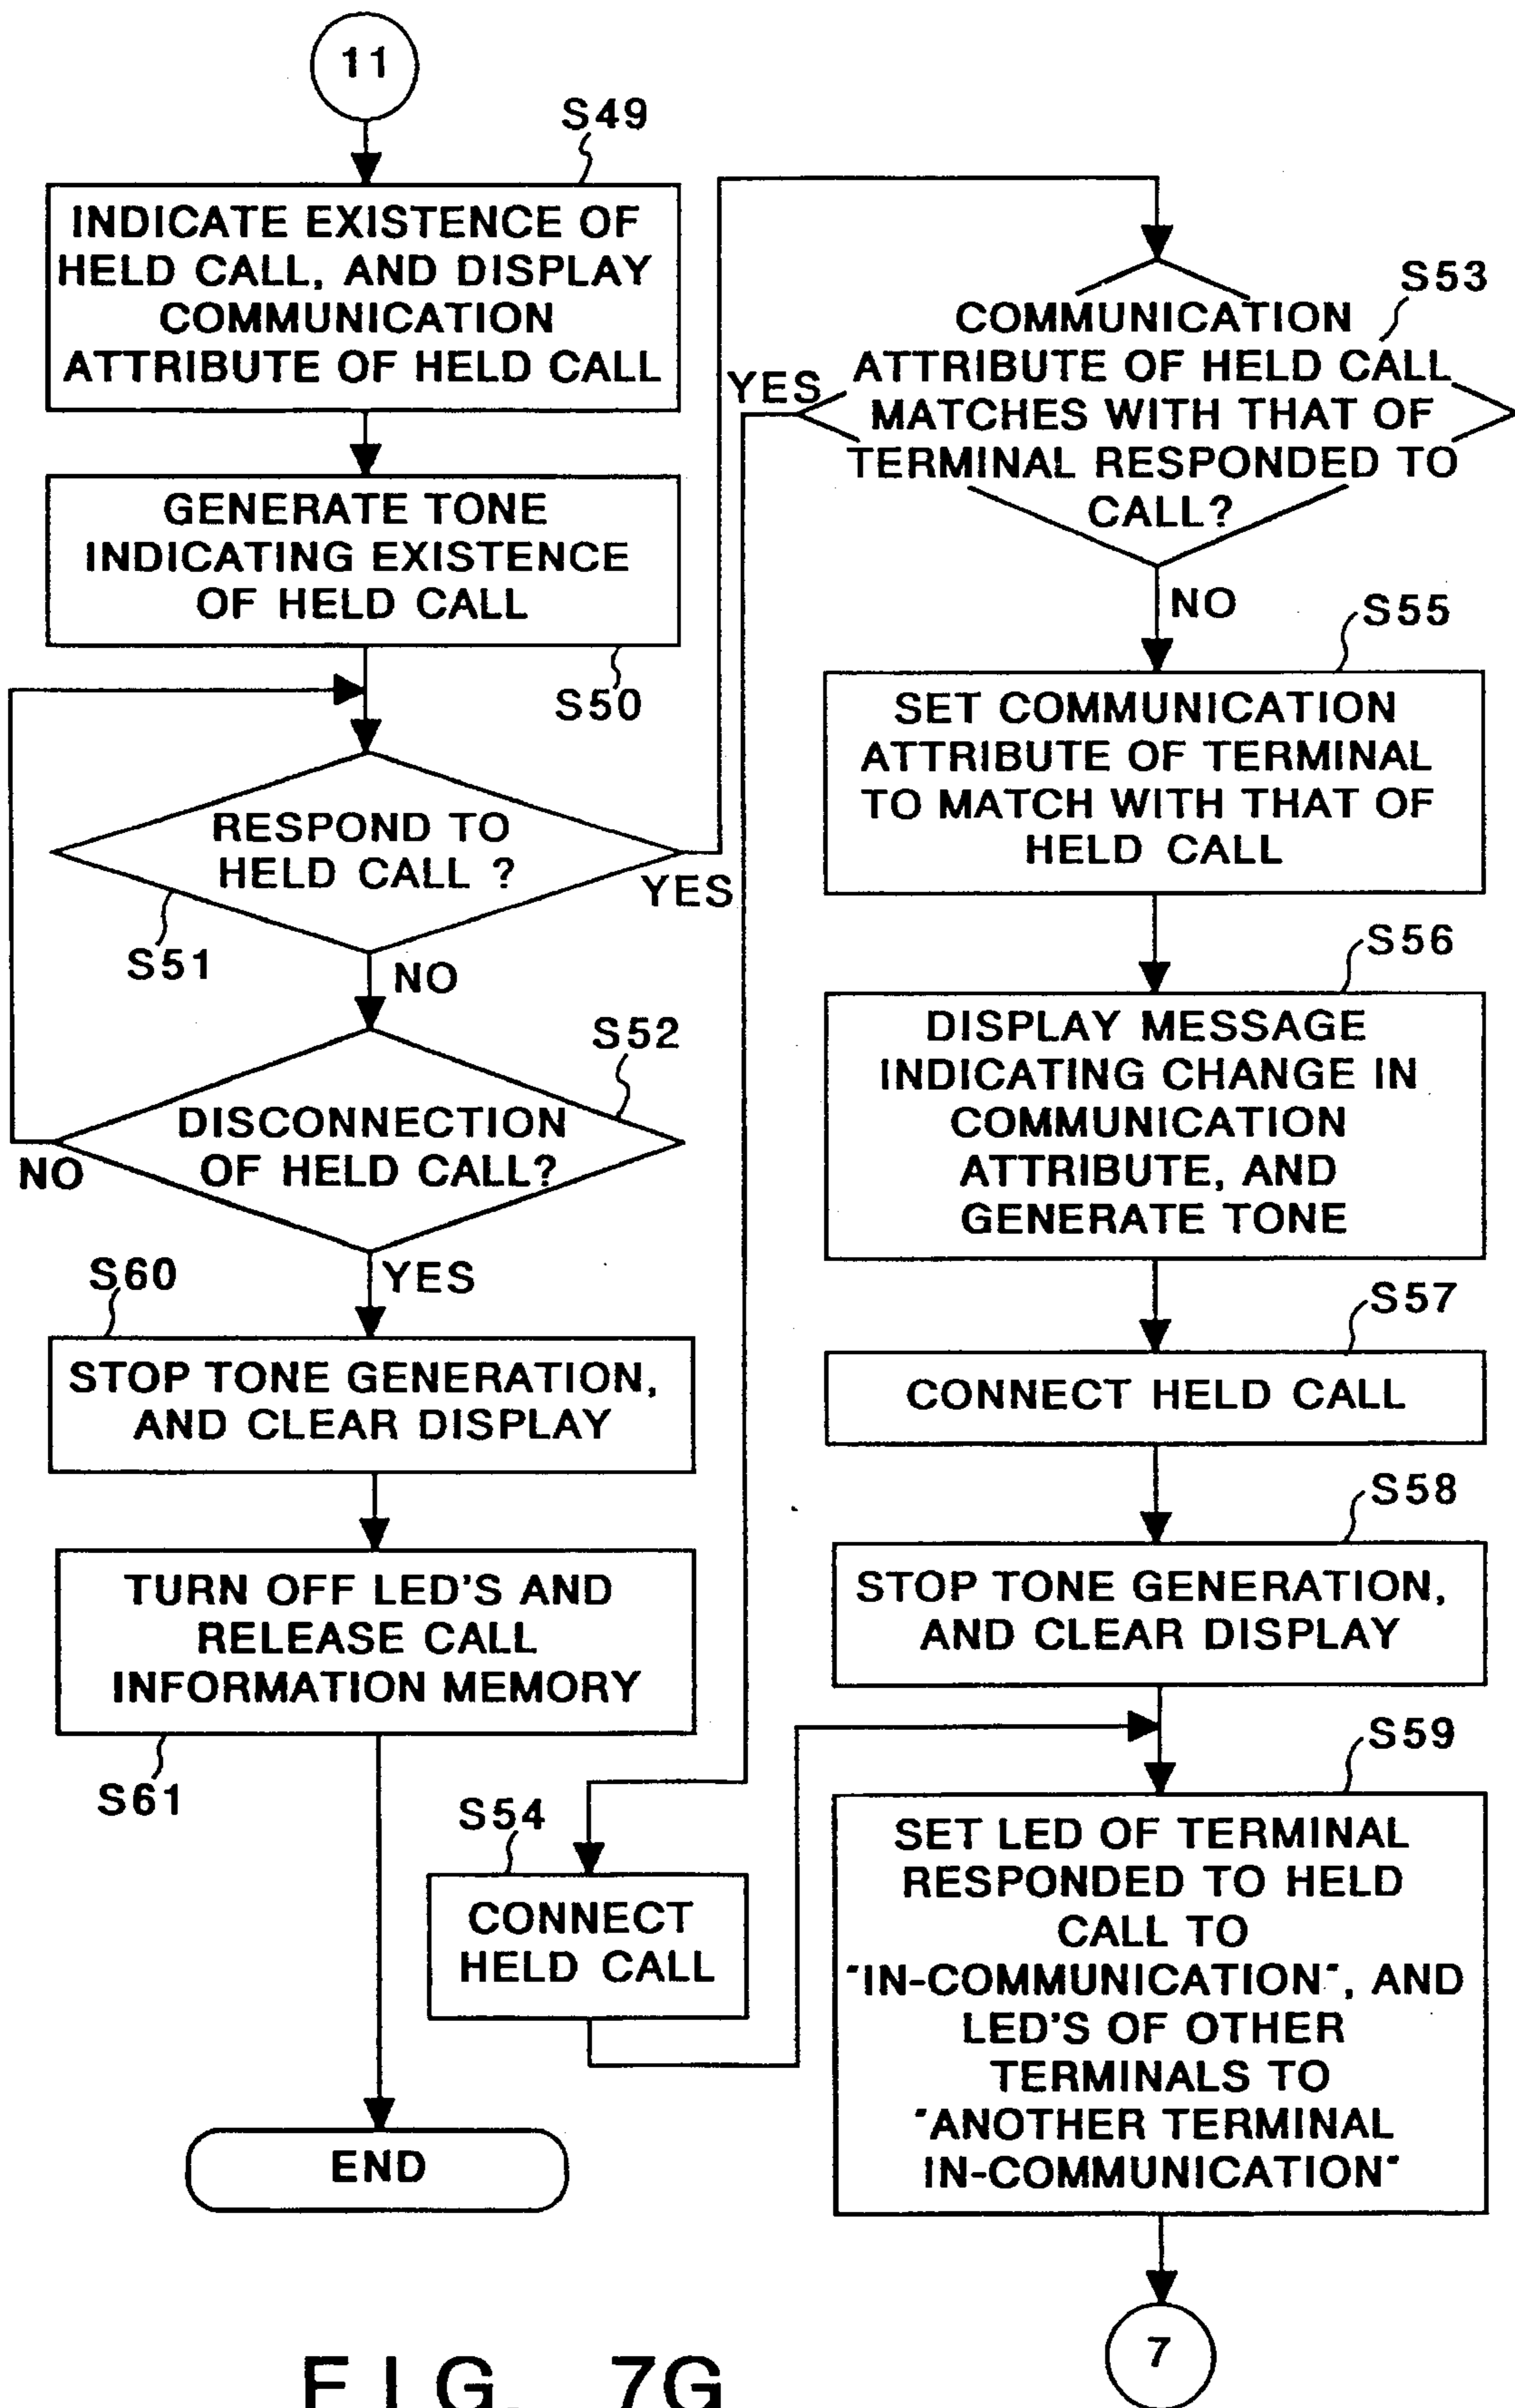 11
S49
INDICATE EXISTENCE OF
HELD CALL, AND DISPLAY
COMMUNICATION
ATTRIBUTE OF HELD CALL
GENERATE TONE
INDICATING EXISTENCE
OF HELD CALL
S50
RESPOND TO
HELD CALL ?
YES
S51
NO
S52
DISCONNECTION
OF HELD CALL?
NO
YES
S60
STOP TONE GENERATION,
AND CLEAR DISPLAY
TURN OFF LED'S AND
RELEASE CALL
INFORMATION MEMORY
S61
END
S53
COMMUNICATION
ATTRIBUTE OF HELD CALL
MATCHES WITH THAT OF
TERMINAL RESPONDED TO
CALL?
YES
NO
S54
CONNECT
HELD CALL
S55
SET COMMUNICATION
ATTRIBUTE OF TERMINAL
TO MATCH WITH THAT OF
HELD CALL
S56
DISPLAY MESSAGE
INDICATING CHANGE IN
COMMUNICATION
ATTRIBUTE, AND
GENERATE TONE
S57
CONNECT HELD CALL
S58
STOP TONE GENERATION,
AND CLEAR DISPLAY
S59
SET LED OF TERMINAL
RESPONDED TO HELD
CALL TO
"IN-COMMUNICATION", AND
LED'S OF OTHER
TERMINALS TO
"ANOTHER TERMINAL
IN-COMMUNICATION"
7
FIG. 7G